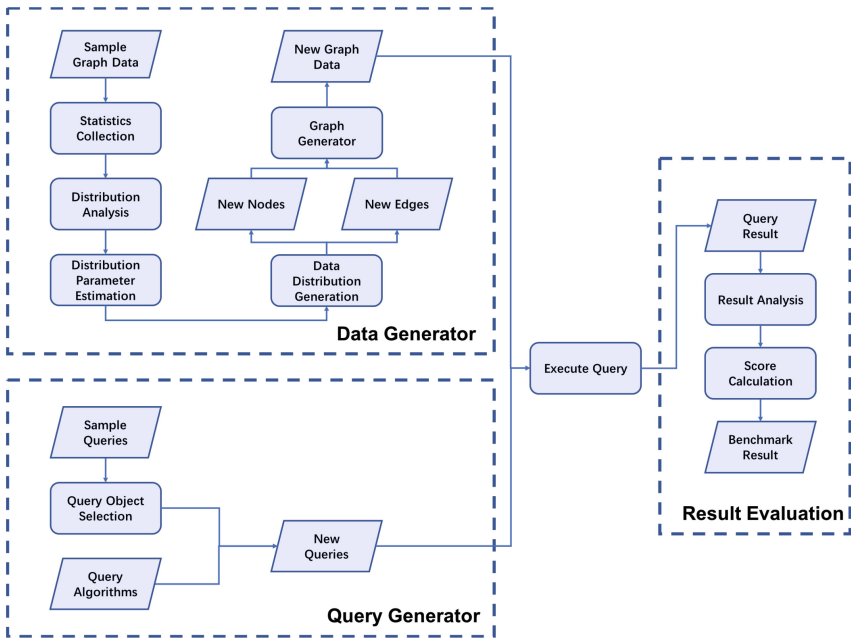 Sample
Graph Data
Statistics
Collection
Distribution
Analysis
Distribution
Parameter
Estimation
New Graph
Data
Graph
Generator
New Nodes
New Edges
Data
Distribution
Generation
Data Generator
Sample
Queries
Query Object
Selection
Query
Algorithms
New
Queries
Query Generator
Execute Query
Query
Result
Result Analysis
Score
Calculation
Benchmark
Result
Result Evaluation